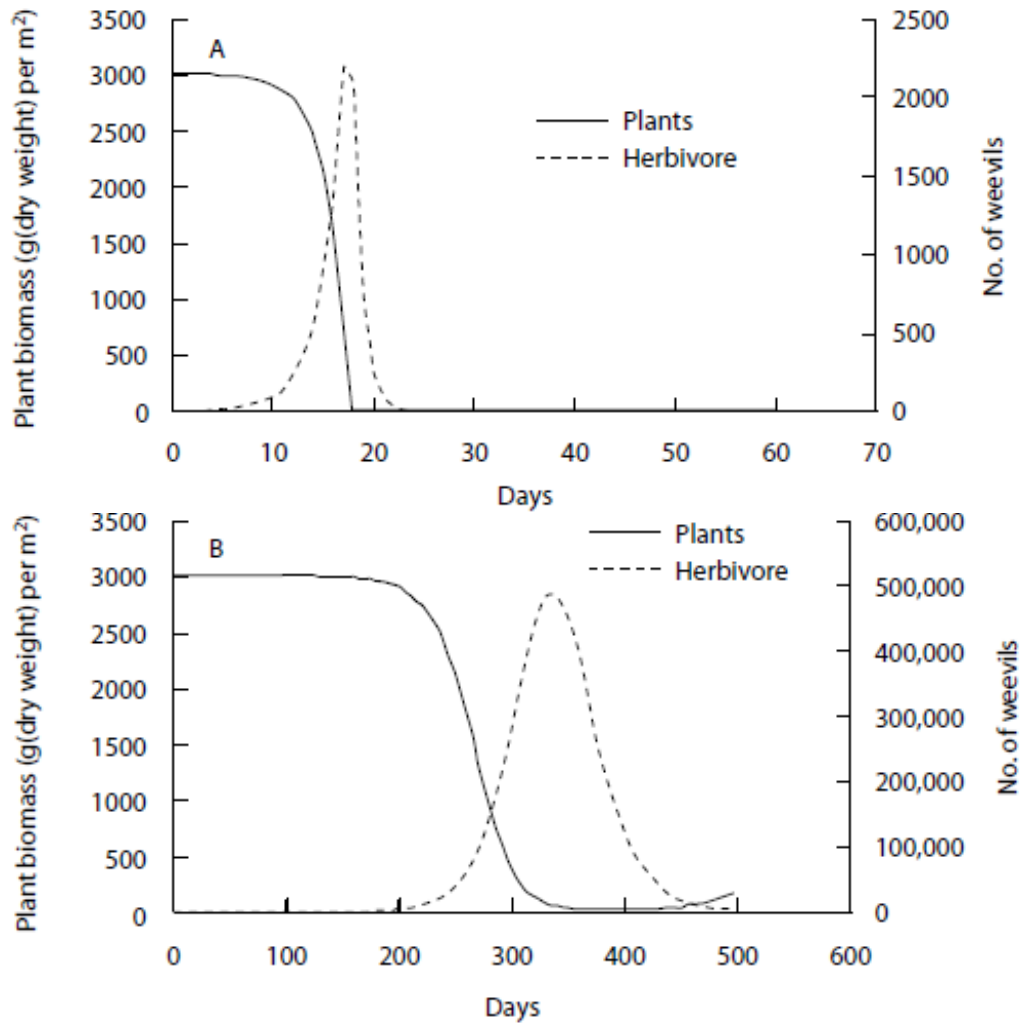 Plant biomass (g(dry weight) per m²)
3500
3000
2500
2000
1500
1000
500
0
A
Plants
Herbivore
2500
2000
1500
1000
500
0
No. of weevils
0 10 20 30 40 50 60 70
Days
Plant biomass (g(dry weight) per m²)
3500
3000
2500
2000
1500
1000
500
0
B
Plants
Herbivore
600,000
500,000
400,000
300,000
200,000
100,000
0
No. of weevils
0 100 200 300 400 500 600
Days